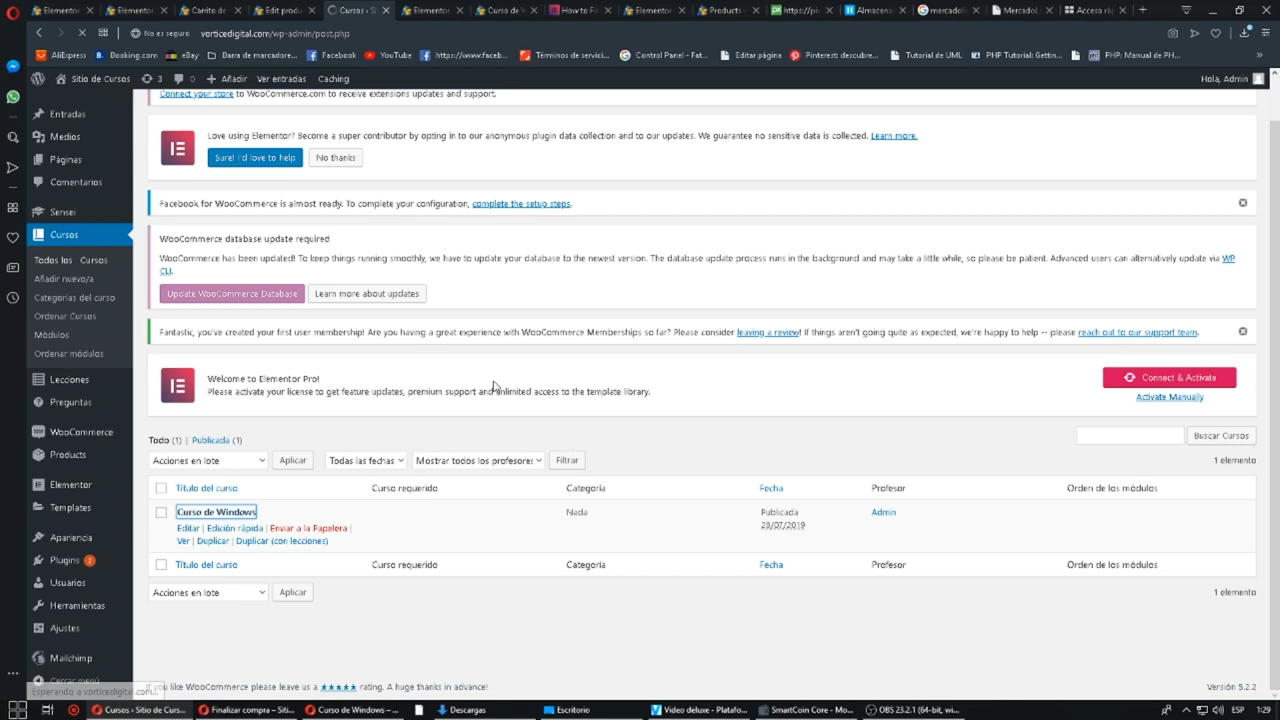 Elementor
Elementor
Carrito de
Edit produ
Cursos ‹ S
Elementor
Curso de V
How to Fi
Elementor
Products
https://pi
Almacena
mercadol
Mercadol
Acceso rá
No es seguro vorticedigital.com/wp-admin/post.php
AliExpress Booking.com eBay Barra de marcadore... Facebook YouTube https://www.faceb... Términos de servici... Control Panel - Fat... Editar página Pinterest: descubre... Tutorial de UML PHP Tutorial: Gettin... PHP: Manual de PH... »
Sitio de Cursos 3 0 Añadir Ver entradas Caching Hola, Admin
Entradas
Medios
Páginas
Comentarios
Sensei
Cursos
Todos los Cursos
Añadir nuevo/a
Categorías del curso
Ordenar Cursos
Módulos
Ordenar módulos
Lecciones
Preguntas
WooCommerce
Products
Elementor
Templates
Apariencia
Plugins 2
Usuarios
Herramientas
Ajustes
Mailchimp
Cerrar menú
Esperando a vorticedigital.com...
Connect your store to WooCommerce.com to receive extensions updates and support.
Love using Elementor? Become a super contributor by opting in to our anonymous plugin data collection and to our updates. We guarantee no sensitive data is collected. Learn more.
Sure! I'd love to help No thanks
Facebook for WooCommerce is almost ready. To complete your configuration, complete the setup steps.
WooCommerce database update required
WooCommerce has been updated! To keep things running smoothly, we have to update your database to the newest version. The database update process runs in the background and may take a little while, so please be patient. Advanced users can alternatively update via WP
CLI.
Update WooCommerce Database Learn more about updates
Fantastic, you've created your first user membership! Are you having a great experience with WooCommerce Memberships so far? Please consider leaving a review! If things aren't going quite as expected, we're happy to help -- please reach out to our support team.
Welcome to Elementor Pro!
Please activate your license to get feature updates, premium support and unlimited access to the template library.
Connect & Activate
Activate Manually
Todo (1) | Publicada (1)
Buscar Cursos
Acciones en lote Aplicar Todas las fechas Mostrar todos los profesores Filtrar 1 elemento
Título del curso Curso requerido Categoría Fecha Profesor Orden de los módulos
Curso de Windows Nada Publicada Admin
23/07/2019
Editar | Edición rápida | Enviar a la Papelera |
Ver | Duplicar | Duplicar (con lecciones)
Título del curso Curso requerido Categoría Fecha Profesor Orden de los módulos
Acciones en lote Aplicar 1 elemento
If you like WooCommerce please leave us a ★★★★★ rating. A huge thanks in advance! Versión 5.2.2
Cursos ‹ Sitio de Curs... Finalizar compra – Siti... Curso de Windows –... Descargas Escritorio Video deluxe - Platafo... SmartCoin Core - Mo... OBS 23.2.1 (64-bit, wi... ESP 1:29